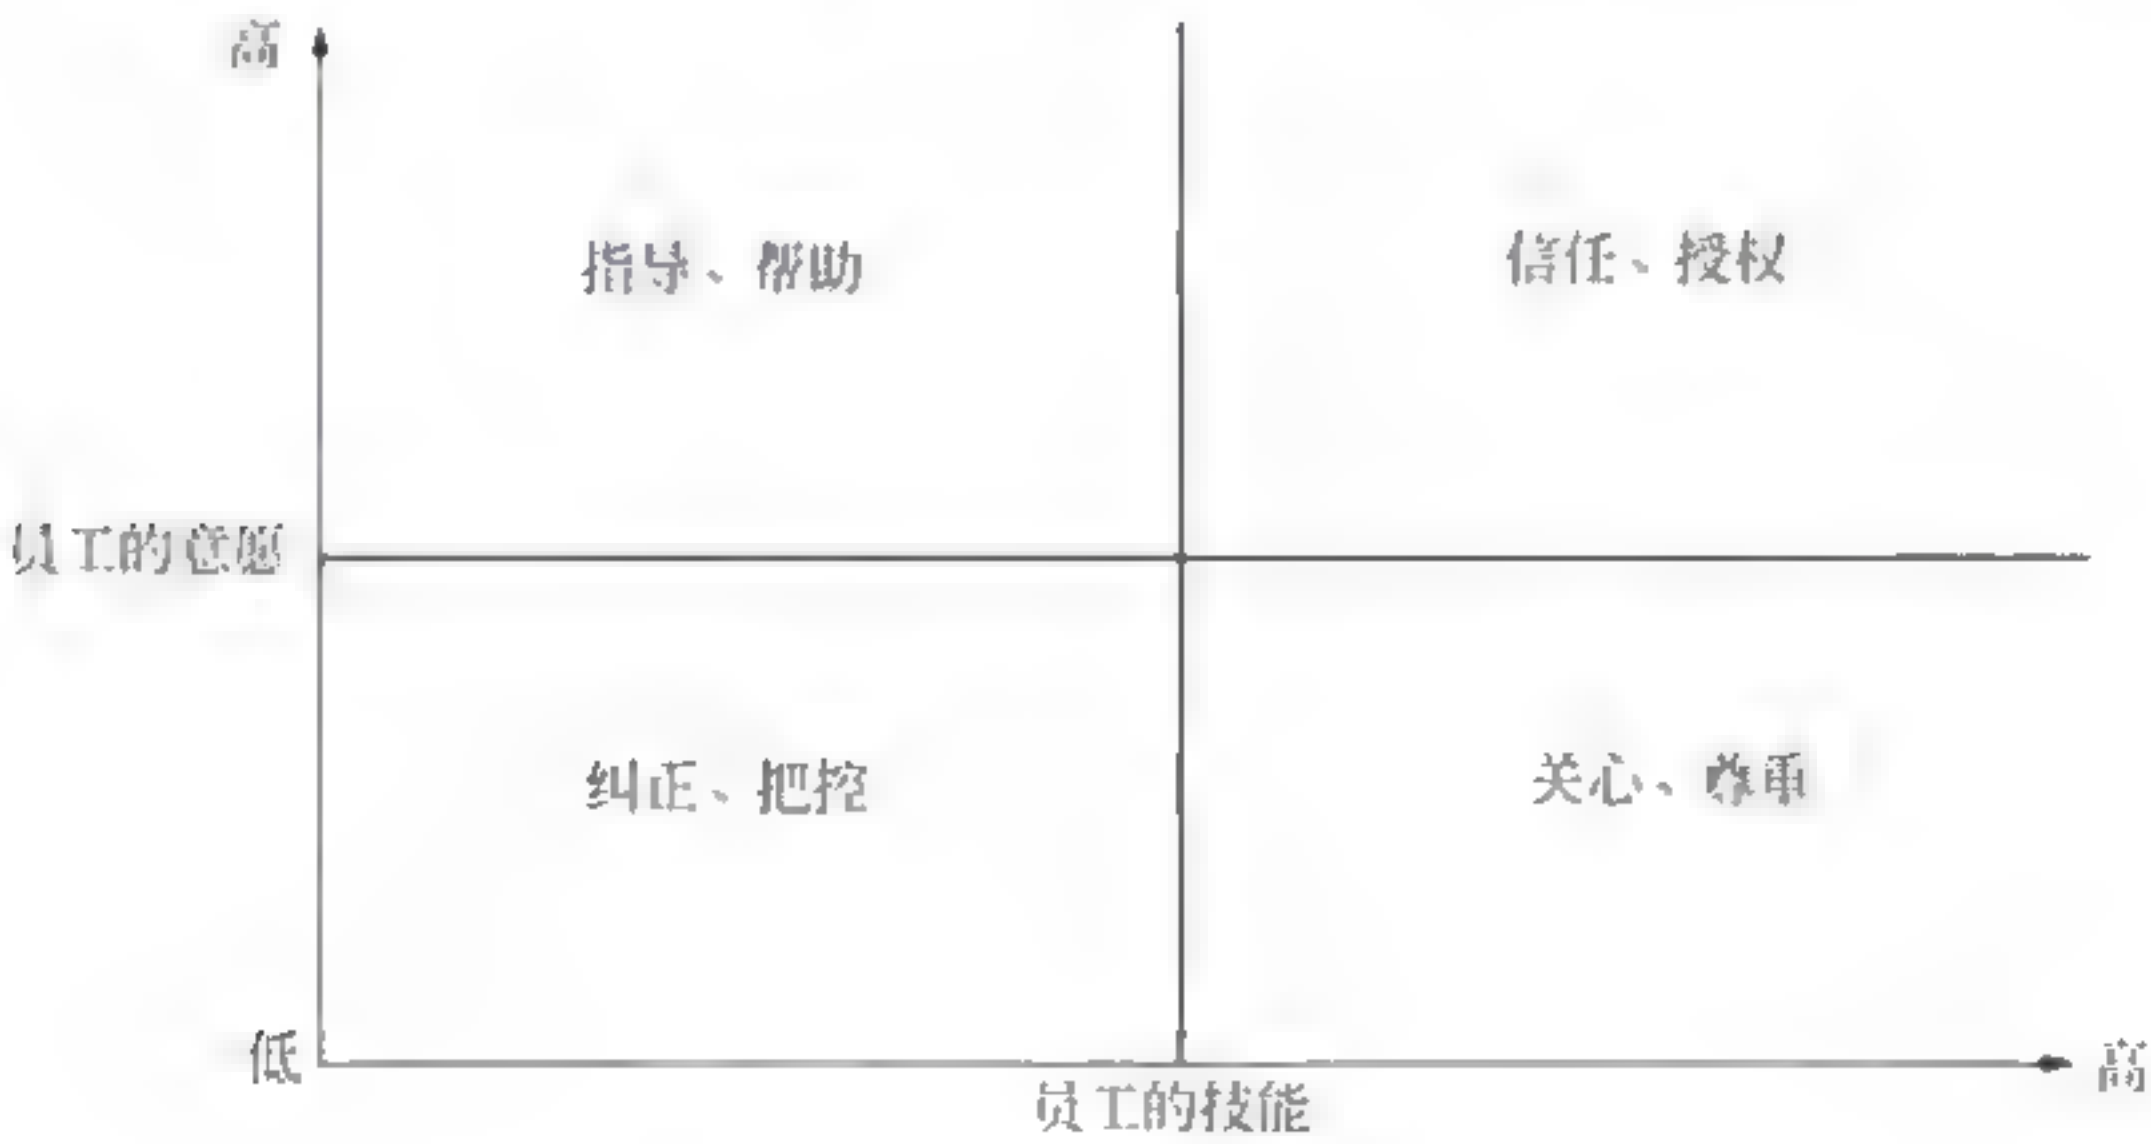 高
指导、帮助
信任、授权
员工的意愿
纠正、把控
关心、尊重
低
高
员工的技能